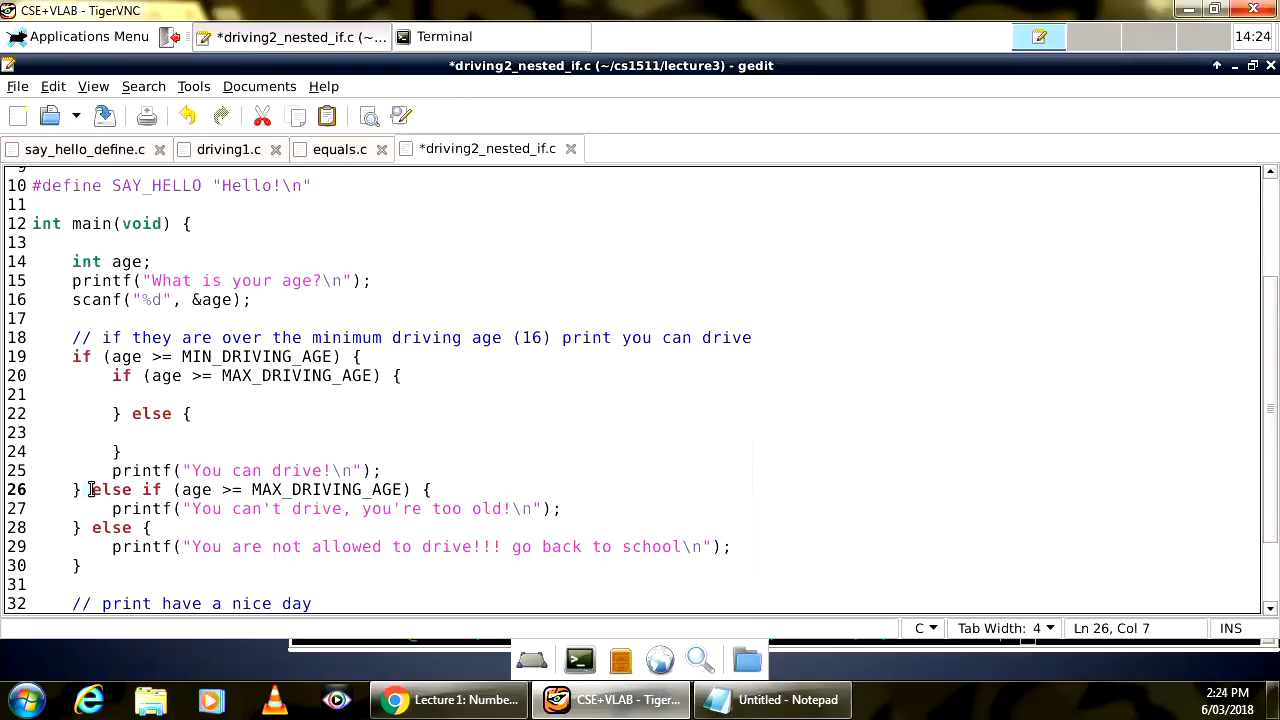 CSE+VLAB - TigerVNC
Applications Menu *driving2_nested_if.c (~/c... Terminal 14:24
*driving2_nested_if.c (~/cs1511/lecture3) - gedit
File Edit View Search Tools Documents Help
say_hello_define.c driving1.c equals.c *driving2_nested_if.c
9
10 #define SAY_HELLO "Hello!\n"
11
12 int main(void) {
13
14 int age;
15 printf("What is your age?\n");
16 scanf("%d", &age);
17
18 // if they are over the minimum driving age (16) print you can drive
19 if (age >= MIN_DRIVING_AGE) {
20 if (age >= MAX_DRIVING_AGE) {
21
22 } else {
23
24 }
25 printf("You can drive!\n");
26 } else if (age >= MAX_DRIVING_AGE) {
27 printf("You can't drive, you're too old!\n");
28 } else {
29 printf("You are not allowed to drive!!! go back to school\n");
30 }
31
32 // print have a nice day
C Tab Width: 4 Ln 26, Col 7 INS
Lecture 1: Numbe... CSE+VLAB - TigerV... Untitled - Notepad 2:24 PM
6/03/2018